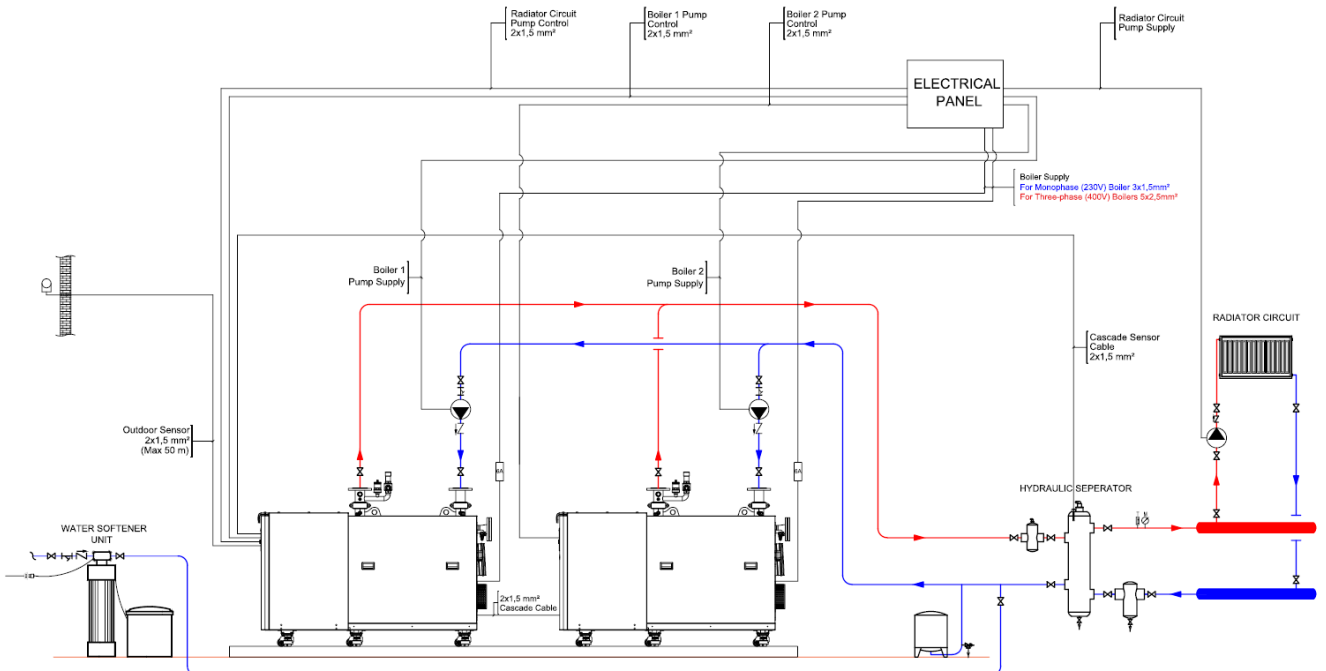 Radiator Circuit
Pump Control
2x1,5 mm²
Boiler 1 Pump
Control
2x1,5 mm²
Boiler 2 Pump
Control
2x1,5 mm²
Radiator Circuit
Pump Supply
ELECTRICAL
PANEL
Boiler Supply
For Monophase (230V) Boiler 3x1,5mm²
For Three-phase (400V) Boilers 5x2,5mm²
Boiler 1
Pump Supply
Boiler 2
Pump Supply
RADIATOR CIRCUIT
Cascade Sensor
Cable
2x1,5 mm²
Outdoor Sensor
2x1,5 mm²
(Max 50 m)
6A
6A
HYDRAULIC SEPERATOR
WATER SOFTENER
UNIT
2x1,5 mm²
Cascade Cable